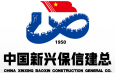 1950
中国新兴保信建总
CHINA XINXING BAOXIN CONSTRUCTION GENERAL CO.